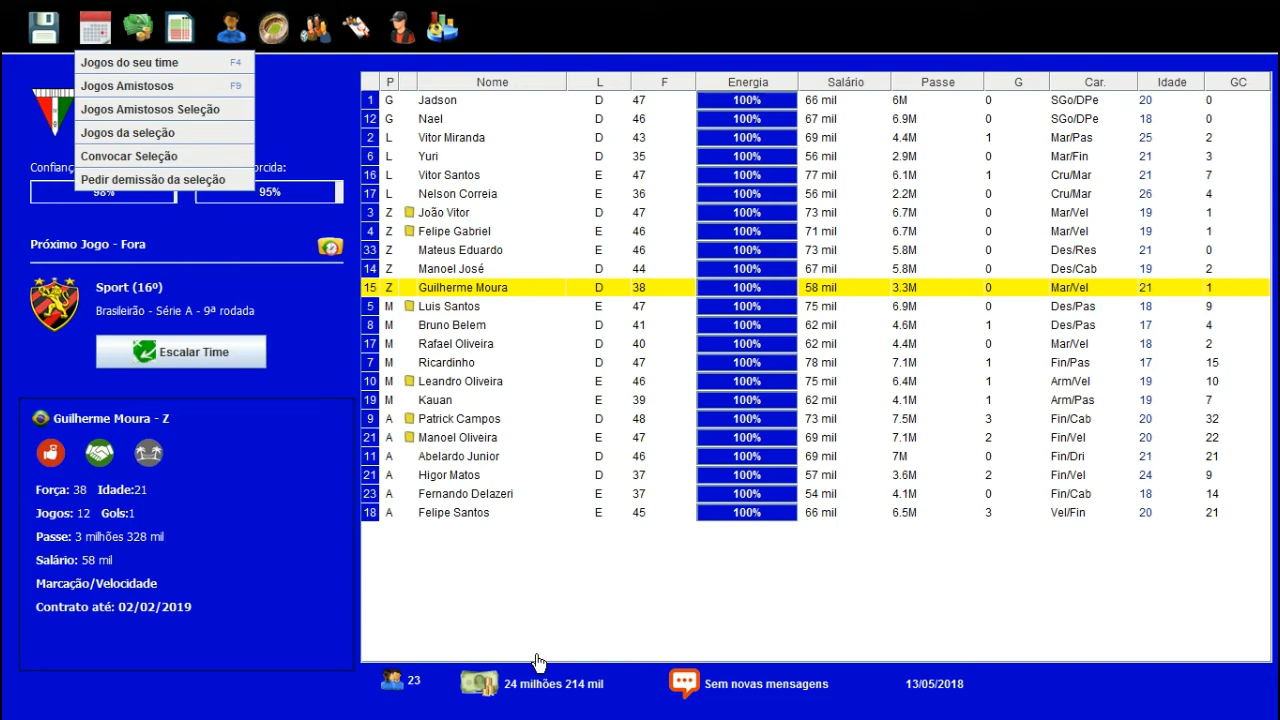 Jogos do seu time F4
Jogos Amistosos F9
Jogos Amistosos Seleção
Jogos da seleção
Convocar Seleção
Pedir demissão da seleção
Confianç orcida:
98% 95%
Próximo Jogo - Fora
Sport (16º)
Brasileirão - Série A - 9ª rodada
Escalar Time
Guilherme Moura - Z
Força: 38 Idade:21
Jogos: 12 Gols:1
Passe: 3 milhões 328 mil
Salário: 58 mil
Marcação/Velocidade
Contrato até: 02/02/2019
P Nome L F Energia Salário Passe G Car. Idade GC
1 G Jadson D 47 100% 66 mil 6M 0 SGo/DPe 20 0
12 G Nael D 46 100% 67 mil 6.9M 0 SGo/DPe 18 0
2 L Vitor Miranda D 43 100% 69 mil 4.4M 1 Mar/Pas 25 2
6 L Yuri D 35 100% 56 mil 2.9M 0 Mar/Fin 21 3
16 L Vitor Santos E 47 100% 77 mil 6.1M 1 Cru/Mar 21 7
17 L Nelson Correia E 36 100% 56 mil 2.2M 0 Cru/Mar 26 4
3 Z João Vitor D 47 100% 73 mil 6.7M 0 Mar/Vel 19 1
4 Z Felipe Gabriel E 46 100% 71 mil 6.7M 0 Mar/Vel 19 1
33 Z Mateus Eduardo E 46 100% 73 mil 5.8M 0 Des/Res 21 0
14 Z Manoel José D 44 100% 67 mil 5.8M 0 Des/Cab 19 2
15 Z Guilherme Moura D 38 100% 58 mil 3.3M 0 Mar/Vel 21 1
5 M Luis Santos E 47 100% 75 mil 6.9M 0 Des/Pas 18 9
8 M Bruno Belem D 41 100% 62 mil 4.6M 1 Des/Pas 17 4
17 M Rafael Oliveira D 40 100% 62 mil 4.4M 0 Mar/Vel 18 2
7 M Ricardinho D 47 100% 78 mil 7.1M 1 Fin/Pas 17 15
10 M Leandro Oliveira E 46 100% 75 mil 6.4M 1 Arm/Vel 19 10
19 M Kauan E 39 100% 62 mil 4.1M 1 Arm/Pas 19 7
9 A Patrick Campos D 48 100% 73 mil 7.5M 3 Fin/Cab 20 32
21 A Manoel Oliveira E 47 100% 69 mil 7.1M 2 Fin/Vel 20 22
11 A Abelardo Junior D 46 100% 69 mil 7M 0 Fin/Dri 21 21
21 A Higor Matos D 37 100% 57 mil 3.6M 2 Fin/Vel 24 9
23 A Fernando Delazeri E 37 100% 54 mil 4.1M 0 Fin/Cab 18 14
18 A Felipe Santos E 45 100% 66 mil 6.5M 3 Vel/Fin 20 21
23 24 milhões 214 mil Sem novas mensagens 13/05/2018